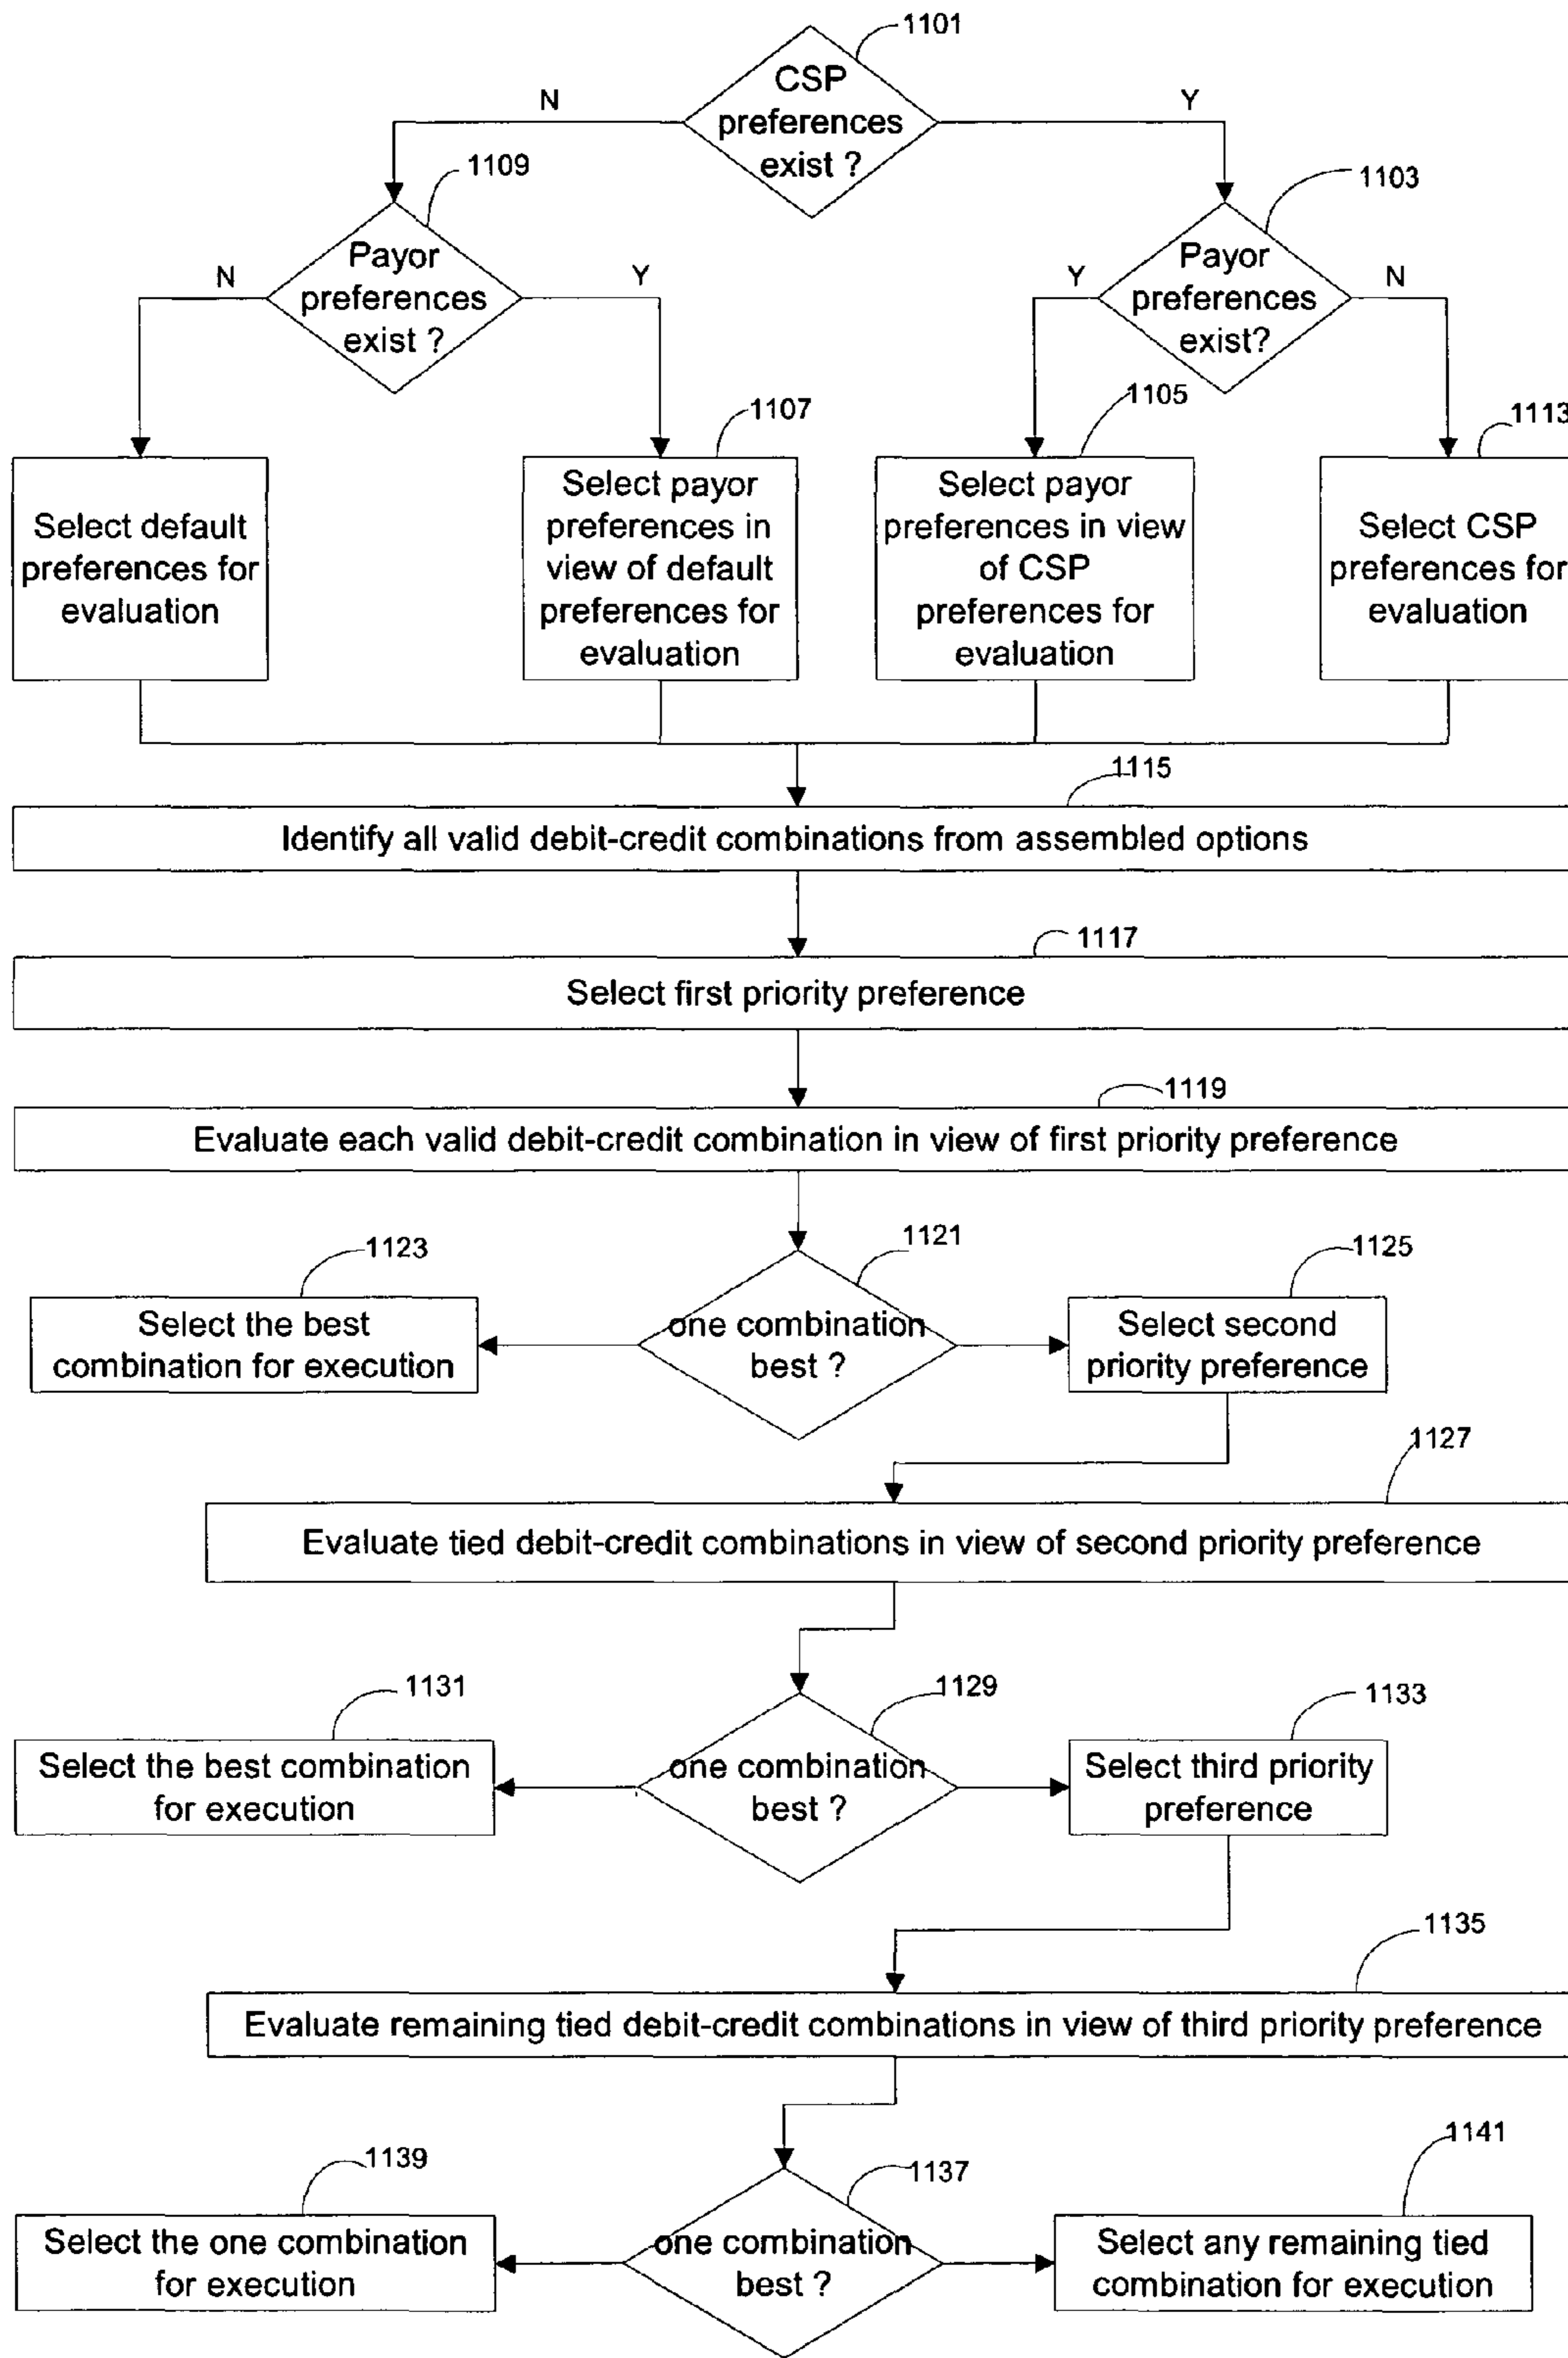 1101
CSP
preferences
exist ?
N
Y
1109
1103
Payor
preferences
exist ?
N
Y
Payor
preferences
exist?
Y
N
1107
1105
1113
Select default
preferences for
evaluation
Select payor
preferences in
view of default
preferences for
evaluation
Select payor
preferences in view
of CSP
preferences for
evaluation
Select CSP
preferences for
evaluation
1115
Identify all valid debit-credit combinations from assembled options
1117
Select first priority preference
1119
Evaluate each valid debit-credit combination in view of first priority preference
1123
1121
1125
Select the best
combination for execution
one combination
best ?
Select second
priority preference
1127
Evaluate tied debit-credit combinations in view of second priority preference
1131
1129
1133
Select the best combination
for execution
one combination
best ?
Select third priority
preference
1135
Evaluate remaining tied debit-credit combinations in view of third priority preference
1139
1137
1141
Select the one combination
for execution
one combination
best ?
Select any remaining tied
combination for execution